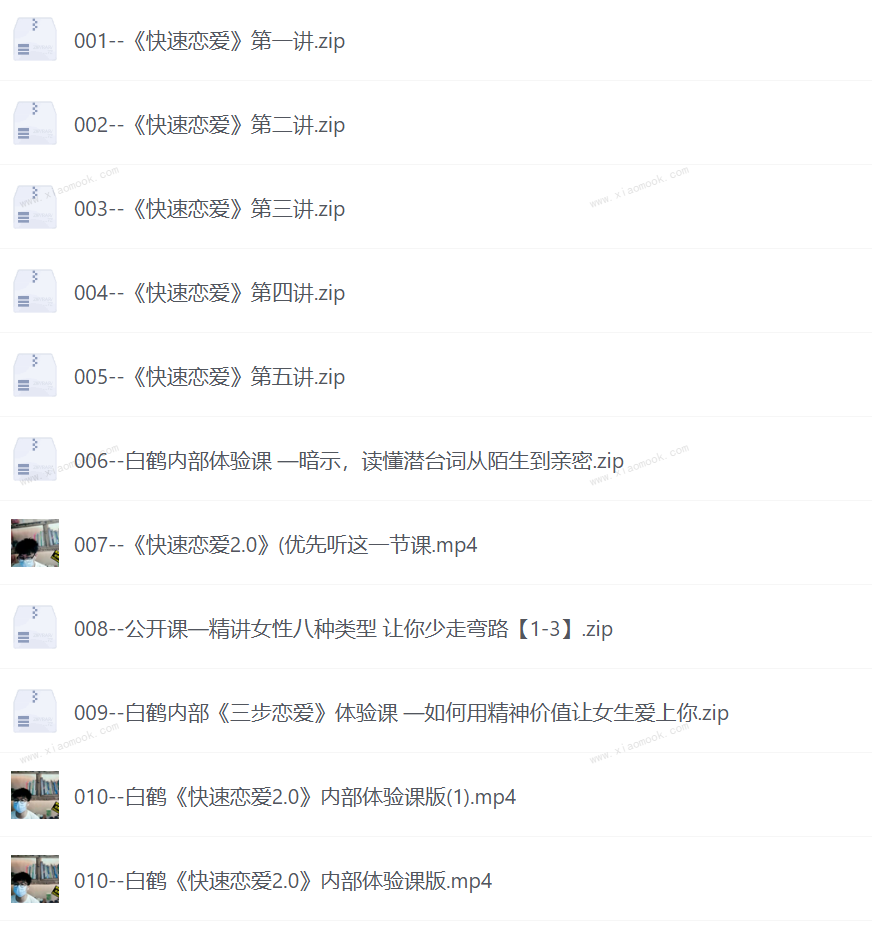 001--《快速恋爱》第一讲.zip
002--《快速恋爱》第二讲.zip
www.xiaomook.com www.xiaomook.com
003--《快速恋爱》第三讲.zip
004--《快速恋爱》第四讲.zip
005--《快速恋爱》第五讲.zip
006--白鹤内部体验课 —暗示，读懂潜台词从陌生到亲密.zip
www.xiaomook.com www.xiaomook.com
007--《快速恋爱2.0》(优先听这一节课.mp4
008--公开课—精讲女性八种类型 让你少走弯路【1-3】.zip
009--白鹤内部《三步恋爱》体验课 —如何用精神价值让女生爱上你.zip
www.xiaomook.com www.xiaomook.com
010--白鹤《快速恋爱2.0》内部体验课版(1).mp4
010--白鹤《快速恋爱2.0》内部体验课版.mp4